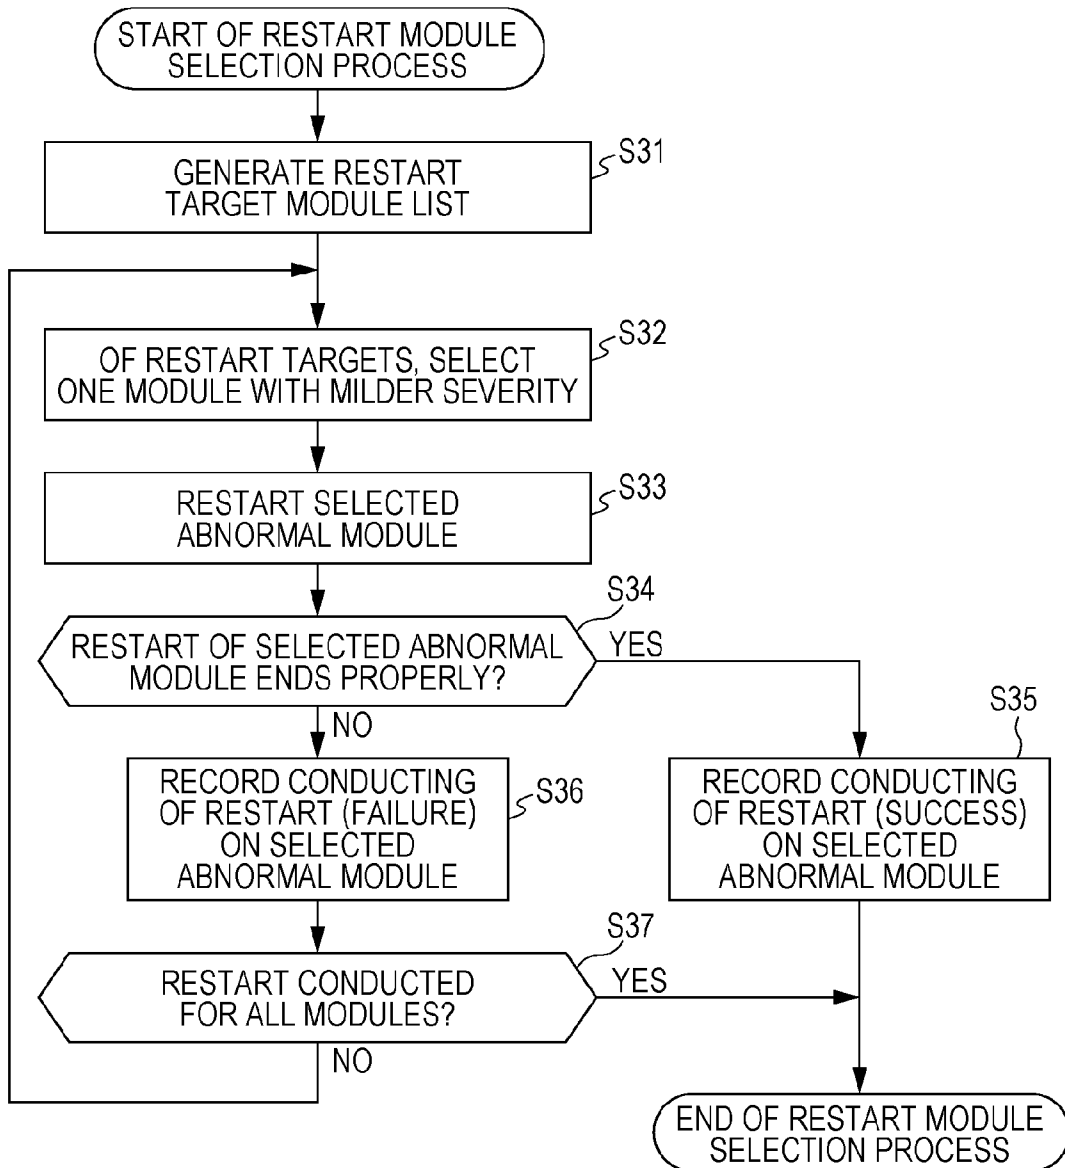 START OF RESTART MODULE
SELECTION PROCESS
S31
GENERATE RESTART
TARGET MODULE LIST
S32
OF RESTART TARGETS, SELECT
ONE MODULE WITH MILDER SEVERITY
S33
RESTART SELECTED
ABNORMAL MODULE
S34
RESTART OF SELECTED ABNORMAL
MODULE ENDS PROPERLY?
YES
NO
S35
RECORD CONDUCTING
OF RESTART (SUCCESS)
ON SELECTED
ABNORMAL MODULE
S36
RECORD CONDUCTING
OF RESTART (FAILURE)
ON SELECTED
ABNORMAL MODULE
S37
RESTART CONDUCTED
FOR ALL MODULES?
YES
NO
END OF RESTART MODULE
SELECTION PROCESS